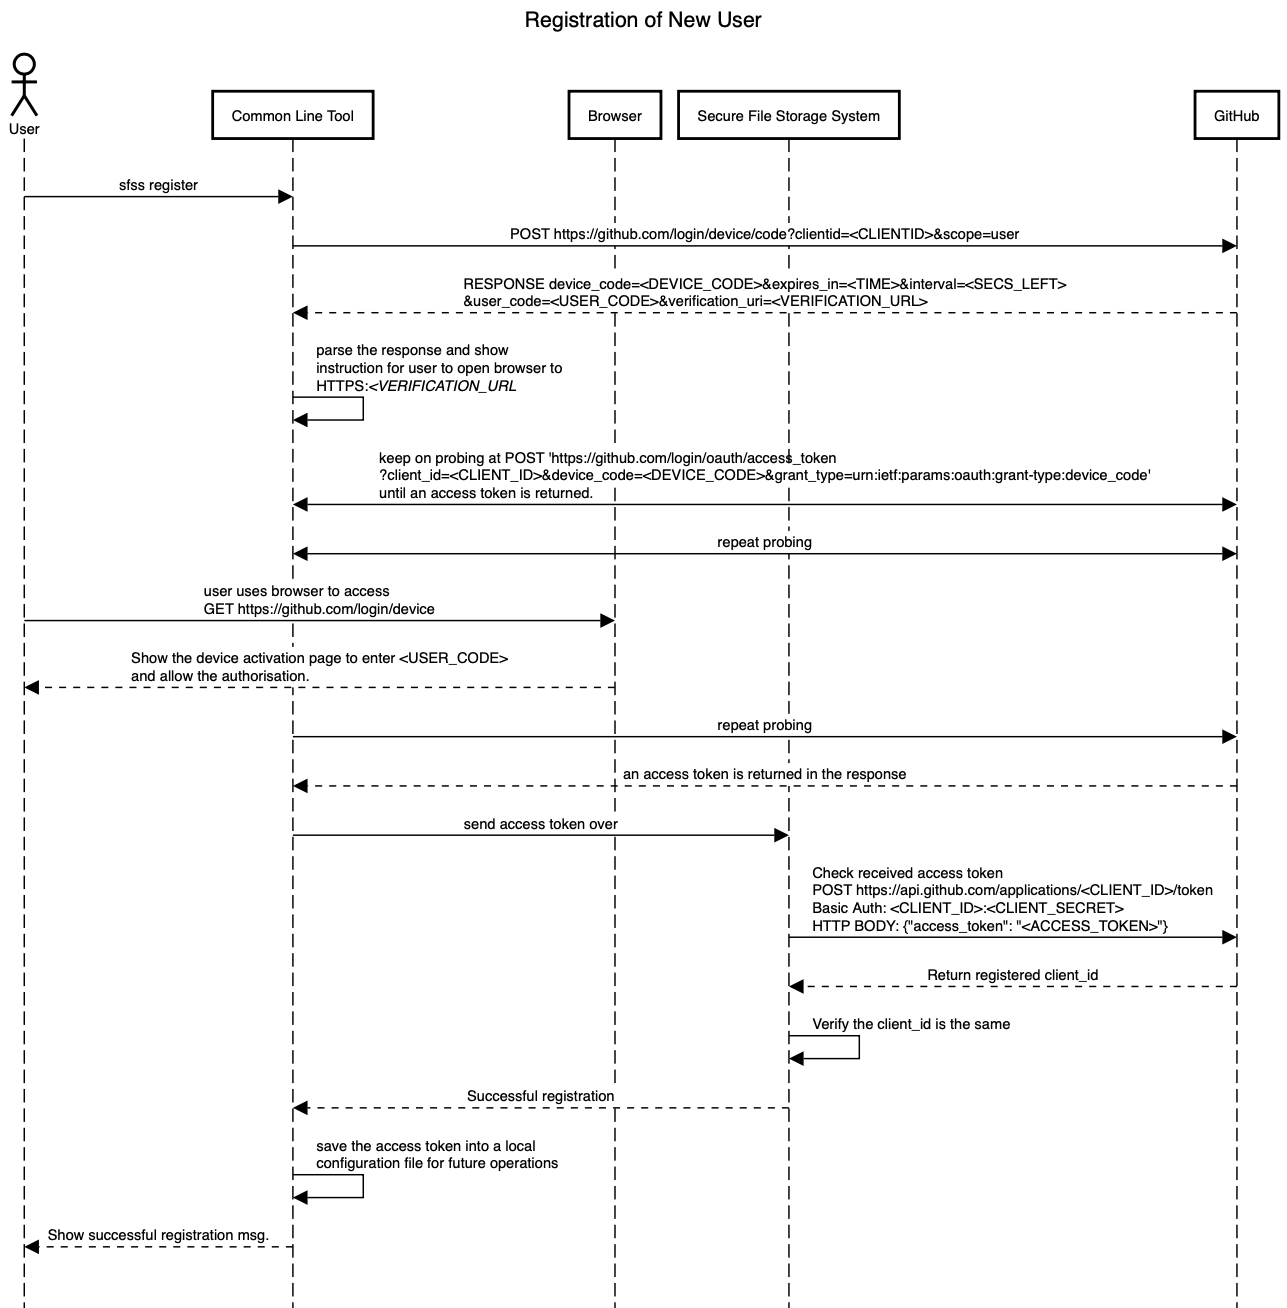 Registration of New User
User
Common Line Tool
Browser
Secure File Storage System
GitHub
sfss register
POST https://github.com/login/device/code?clientid=<CLIENTID>&scope=user
RESPONSE device_code=<DEVICE_CODE>&expires_in=<TIME>&interval=<SECS_LEFT>
&user_code=<USER_CODE>&verification_uri=<VERIFICATION_URL>
parse the response and show
instruction for user to open browser to
HTTPS:<VERIFICATION_URL
keep on probing at POST 'https://github.com/login/oauth/access_token
?client_id=<CLIENT_ID>&device_code=<DEVICE_CODE>&grant_type=urn:ietf:params:oauth:grant-type:device_code'
until an access token is returned.
repeat probing
user uses browser to access
GET https://github.com/login/device
Show the device activation page to enter <USER_CODE>
and allow the authorisation.
repeat probing
an access token is returned in the response
send access token over
Check received access token
POST https://api.github.com/applications/<CLIENT_ID>/token
Basic Auth: <CLIENT_ID>:<CLIENT_SECRET>
HTTP BODY: {"access_token": "<ACCESS_TOKEN>"}
Return registered client_id
Verify the client_id is the same
Successful registration
save the access token into a local
configuration file for future operations
Show successful registration msg.